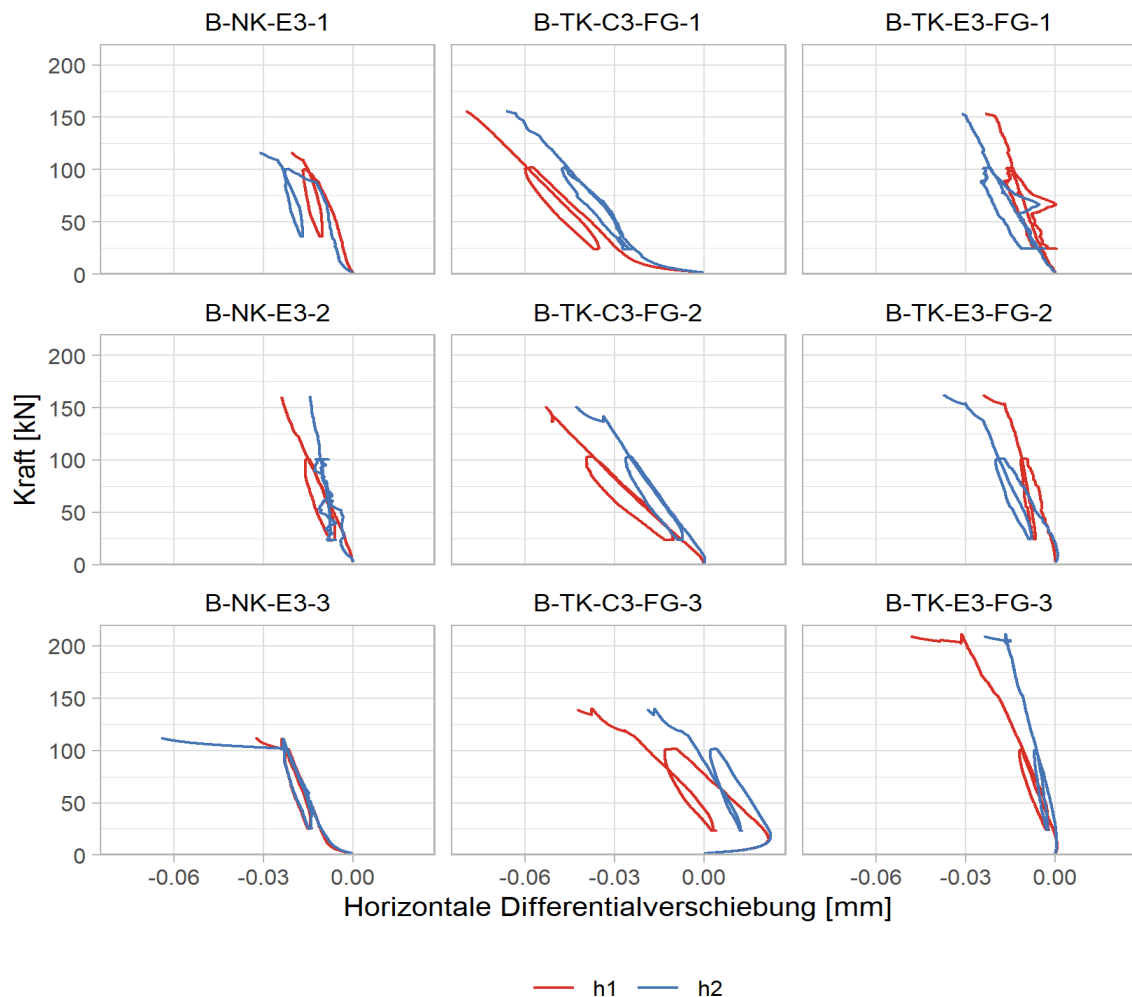 B-NK-E3-1 B-TK-C3-FG-1 B-TK-E3-FG-1
200
150
100
50
0
B-NK-E3-2 B-TK-C3-FG-2 B-TK-E3-FG-2
200
150
100
50
0
Kraft [kN]
B-NK-E3-3 B-TK-C3-FG-3 B-TK-E3-FG-3
200
150
100
50
0
-0.06 -0.03 0.00 -0.06 -0.03 0.00 -0.06 -0.03 0.00
Horizontale Differentialverschiebung [mm]
h1 h2